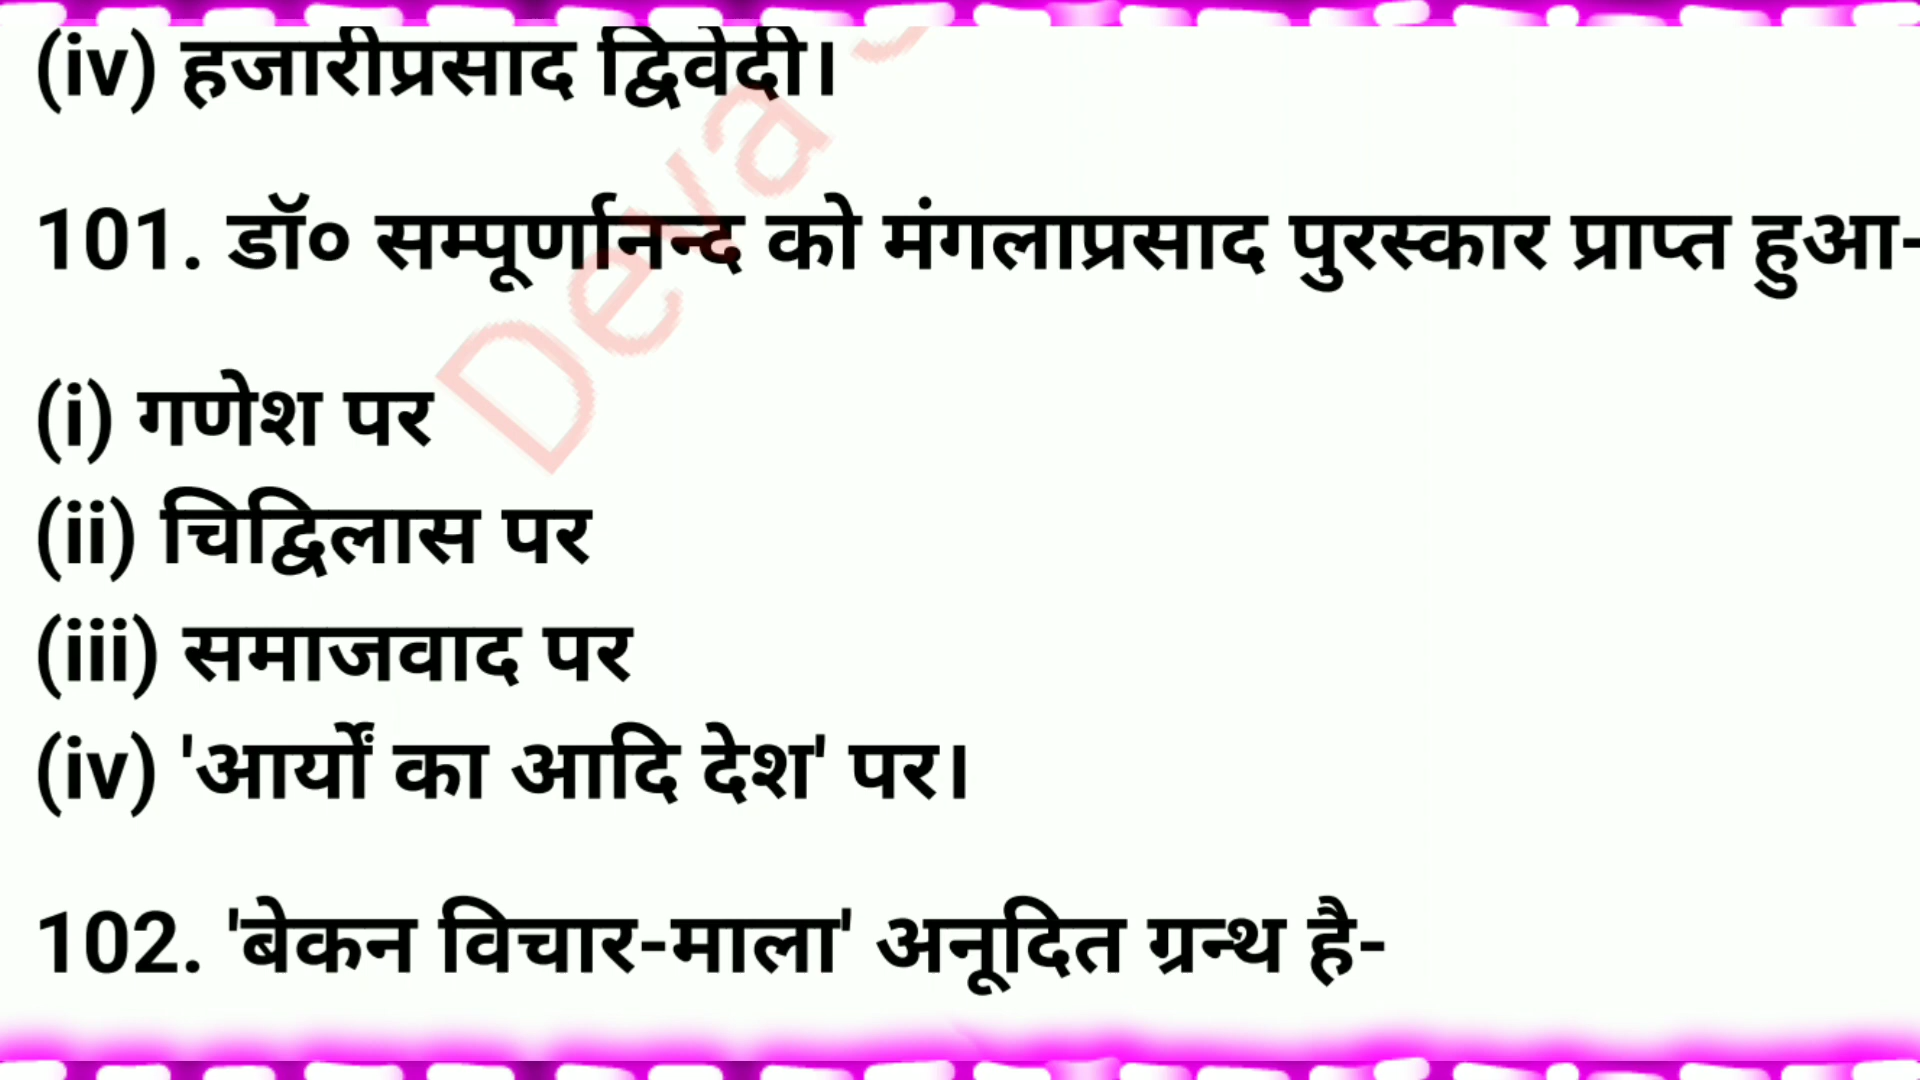 (iv) हजारीप्रसाद द्विवेदी।
101. डॉ० सम्पूर्णानन्द को मंगलाप्रसाद पुरस्कार प्राप्त हुआ-
(i) गणेश पर
(ii) चिद्विलास पर
(iii) समाजवाद पर
(iv) 'आर्यों का आदि देश' पर।
102. 'बेकन विचार-माला' अनूदित ग्रन्थ है-
Deva